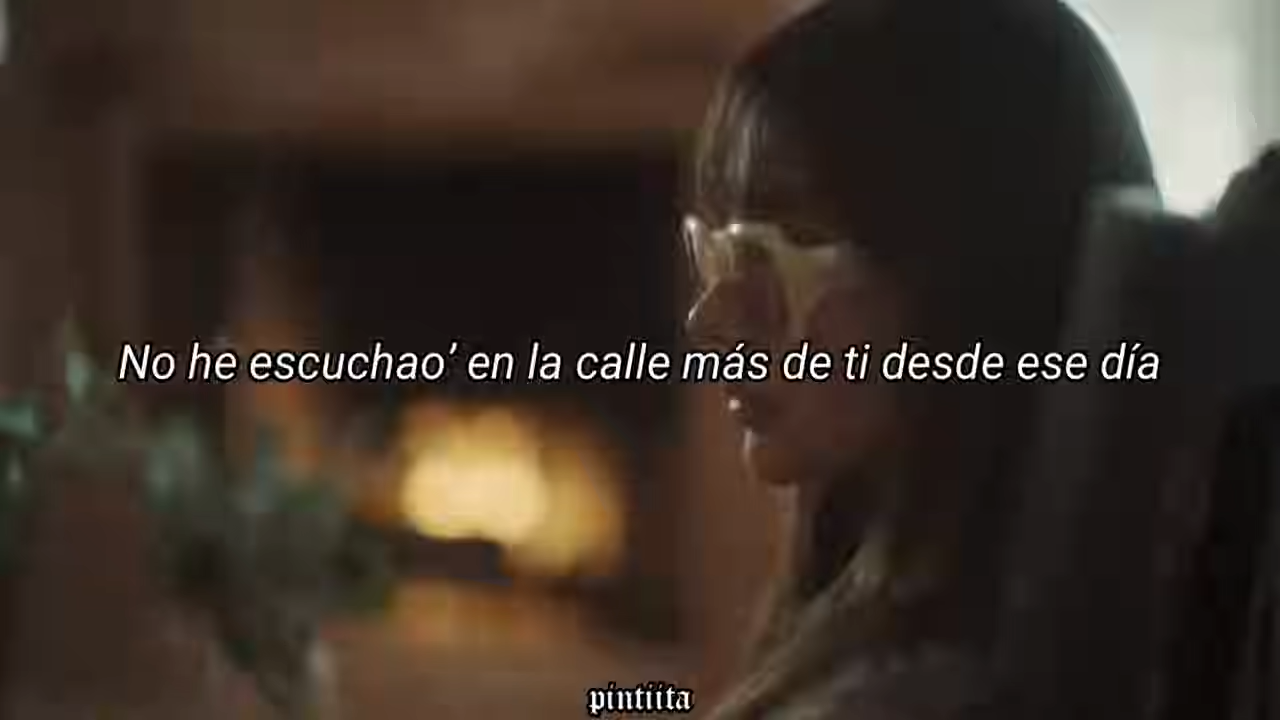 No he escuchao’ en la calle más de ti desde ese día
pintiita